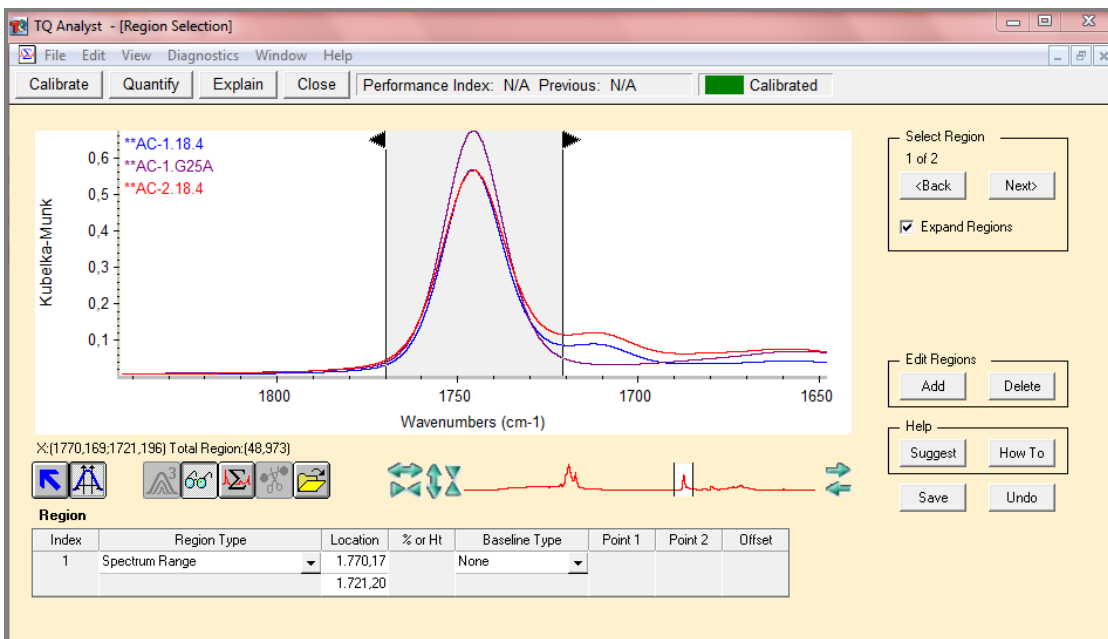 TQ Analyst - [Region Selection]
File Edit View Diagnostics Window Help
Calibrate Quantify Explain Close Performance Index: N/A Previous: N/A Calibrated
**AC-1.18.4
**AC-1.G25A
**AC-2.18.4
0,6
0,5
0,4
0,3
0,2
0,1
Kubelka-Munk
1800 1750 1700 1650
Wavenumbers (cm-1)
Select Region
1 of 2
<Back Next>
Expand Regions
Edit Regions
Add Delete
Help
Suggest How To
Save Undo
X:(1770,169;1721,196) Total Region:(48,973)
Region
Index Region Type Location % or Ht Baseline Type Point 1 Point 2 Offset
1 Spectrum Range 1.770,17 None
1.721,20